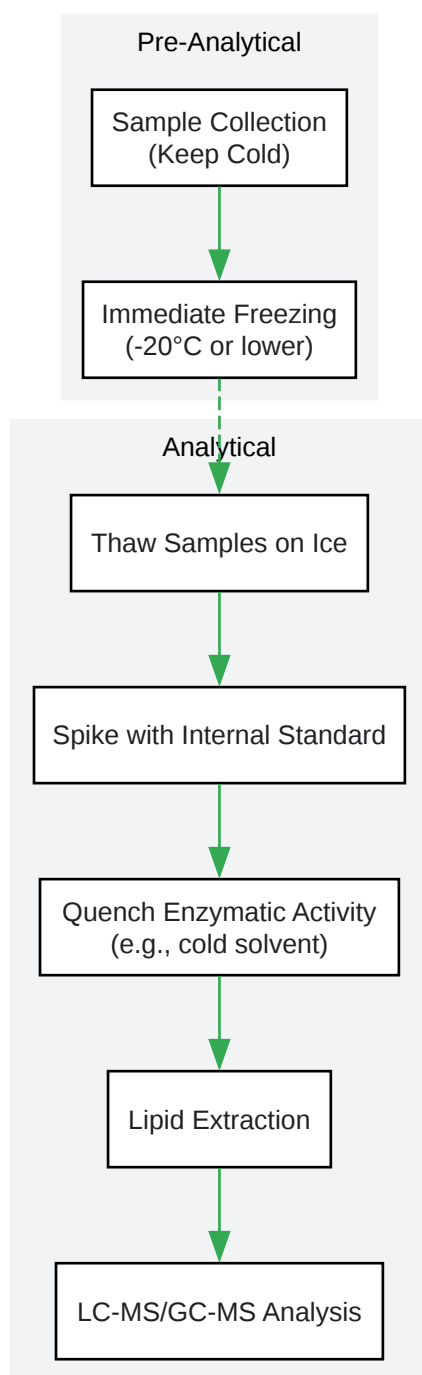 Pre-Analytical
Sample Collection
(Keep Cold)
Immediate Freezing
(-20°C or lower)
Analytical
Thaw Samples on Ice
Spike with Internal Standard
Quench Enzymatic Activity
(e.g., cold solvent)
Lipid Extraction
LC-MS/GC-MS Analysis